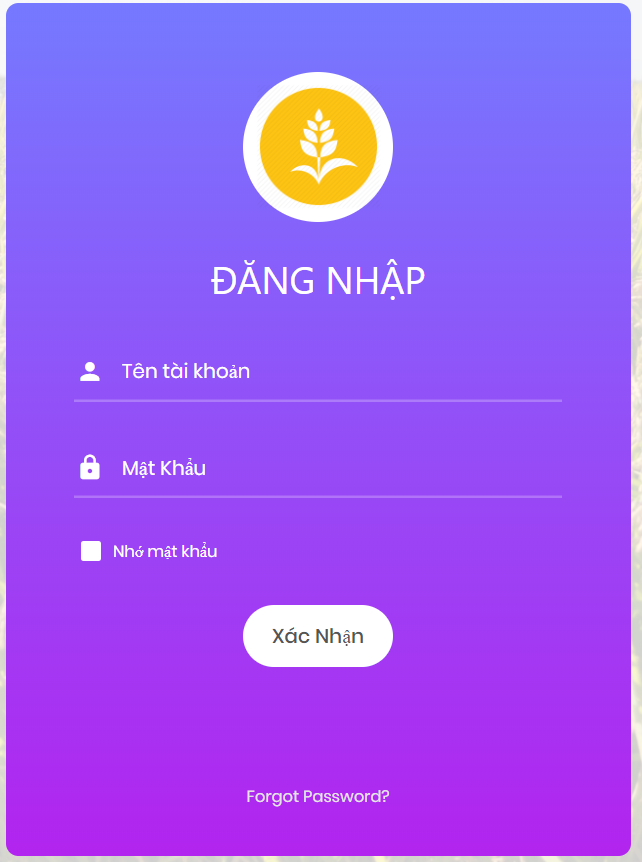 ĐĂNG NHẬP
Tên tài khoản
Mật Khẩu
Nhớ mật khẩu
Xác Nhận
Forgot Password?